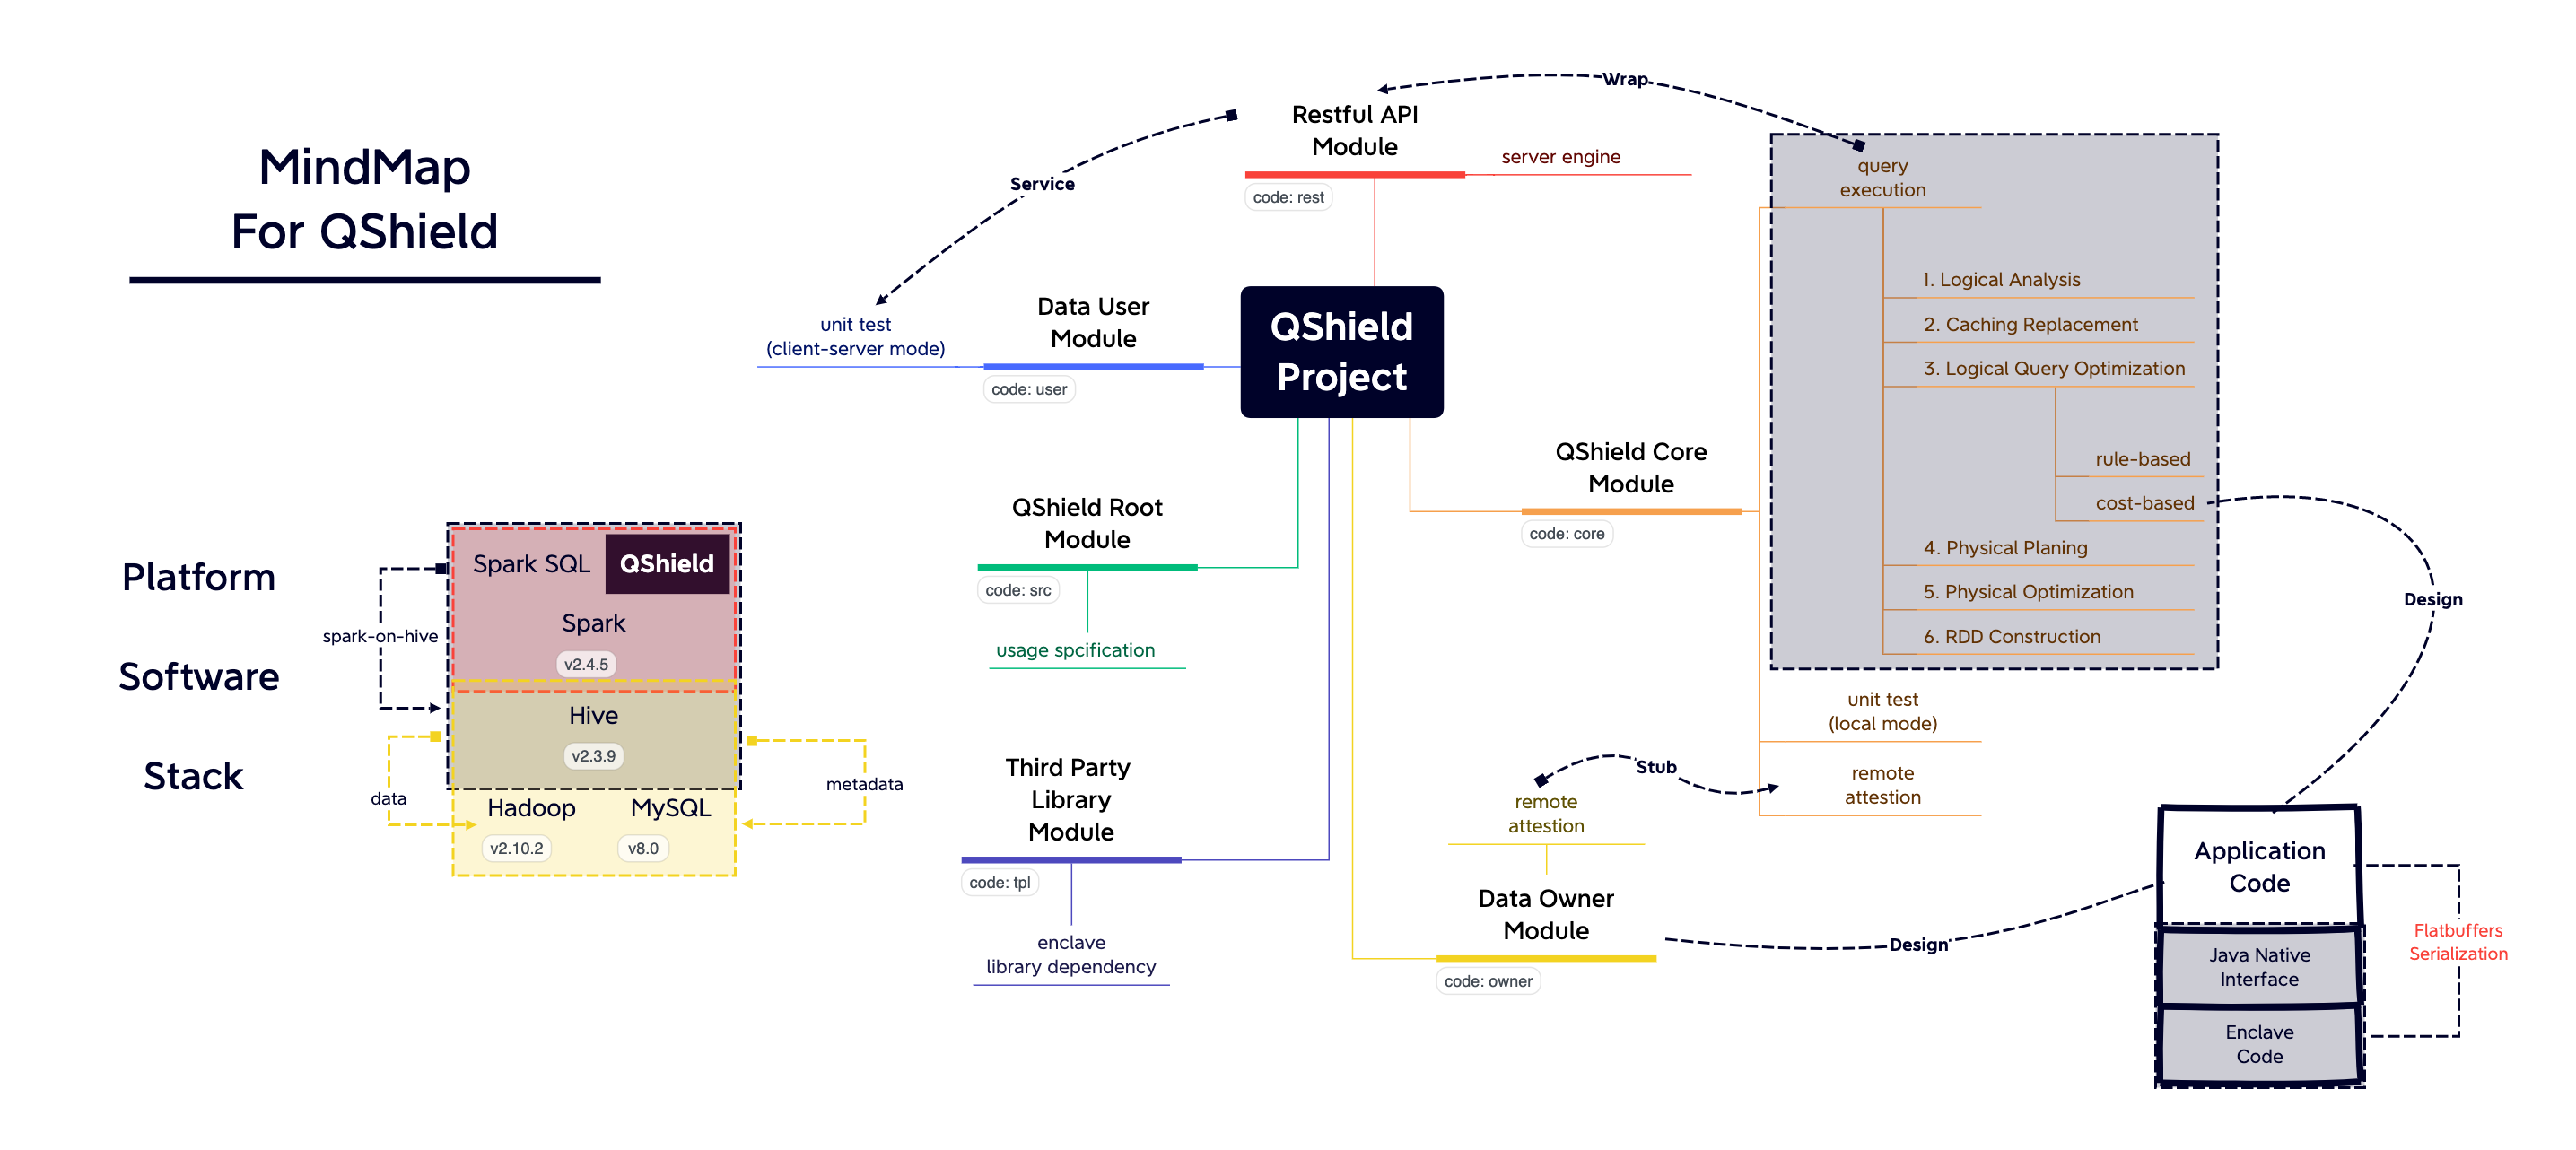 MindMap
For QShield
Wrap
Restful API
Module
server engine
code: rest
Service
query
execution
1. Logical Analysis
2. Caching Replacement
3. Logical Query Optimization
rule-based
cost-based
4. Physical Planing
5. Physical Optimization
6. RDD Construction
Data User
Module
unit test
(client-server mode)
code: user
QShield
Project
QShield Core
Module
code: core
QShield Root
Module
code: src
usage spcification
Platform
Software
Stack
Spark SQL
QShield
Spark
v2.4.5
spark-on-hive
Hive
v2.3.9
data
metadata
Hadoop
MySQL
v2.10.2
v8.0
Third Party
Library
Module
code: tpl
enclave
library dependency
unit test
(local mode)
remote
attestion
Stub
remote
attestion
Data Owner
Module
code: owner
Design
Design
Application
Code
Java Native
Interface
Enclave
Code
Flatbuffers
Serialization